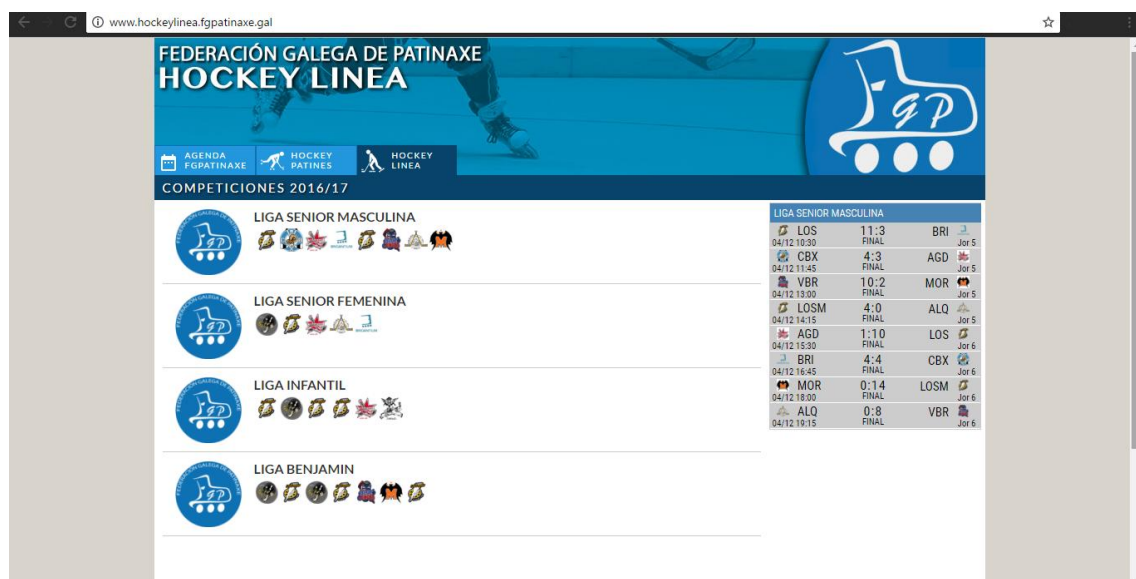 www.hockeylinea.fgpatinaxe.gal
FEDERACIÓN GALEGA DE PATINAXE
HOCKEY LINEA
FGP
AGENDA
FGPATINAXE
HOCKEY
PATINES
HOCKEY
LINEA
COMPETICIONES 2016/17
LIGA SENIOR MASCULINA
LIGA SENIOR FEMENINA
LIGA INFANTIL
LIGA BENJAMIN
LIGA SENIOR MASCULINA
LOS 11:3 BRI
04/12 10:30 FINAL Jor 5
CBX 4:3 AGD
04/12 11:45 FINAL Jor 5
VBR 10:2 MOR
04/12 13:00 FINAL Jor 5
LOSM 4:0 ALQ
04/12 14:15 FINAL Jor 5
AGD 1:10 LOS
04/12 15:30 FINAL Jor 6
BRI 4:4 CBX
04/12 16:45 FINAL Jor 6
MOR 0:14 LOSM
04/12 18:00 FINAL Jor 6
ALQ 0:8 VBR
04/12 19:15 FINAL Jor 6